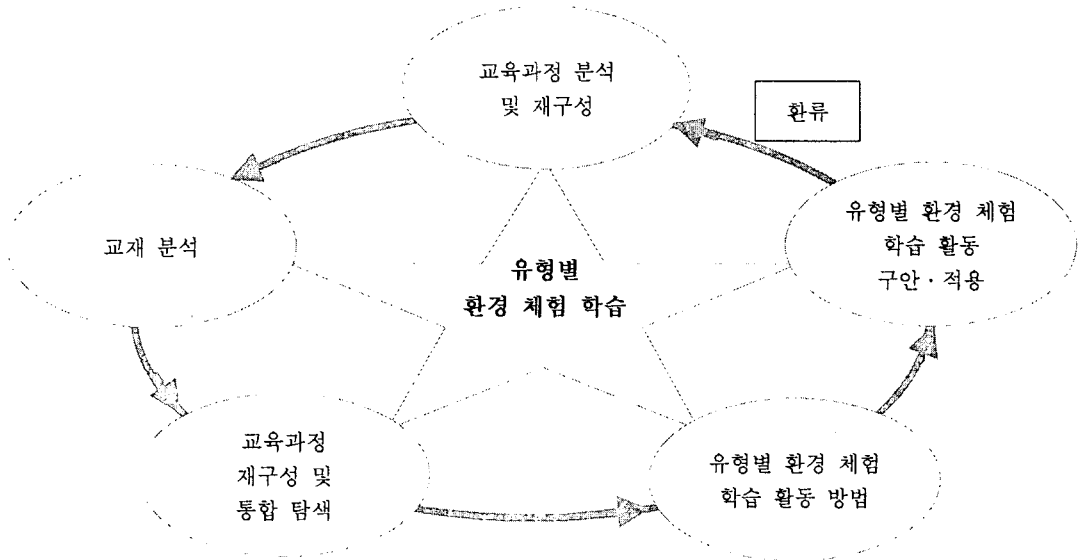 교육과정 분석
및 재구성
환류
교재 분석
유형별 환경 체험
학습 활동
구안·적용
유형별
환경 체험 학습
교육과정
재구성 및
통합 탐색
유형별 환경 체험
학습 활동 방법